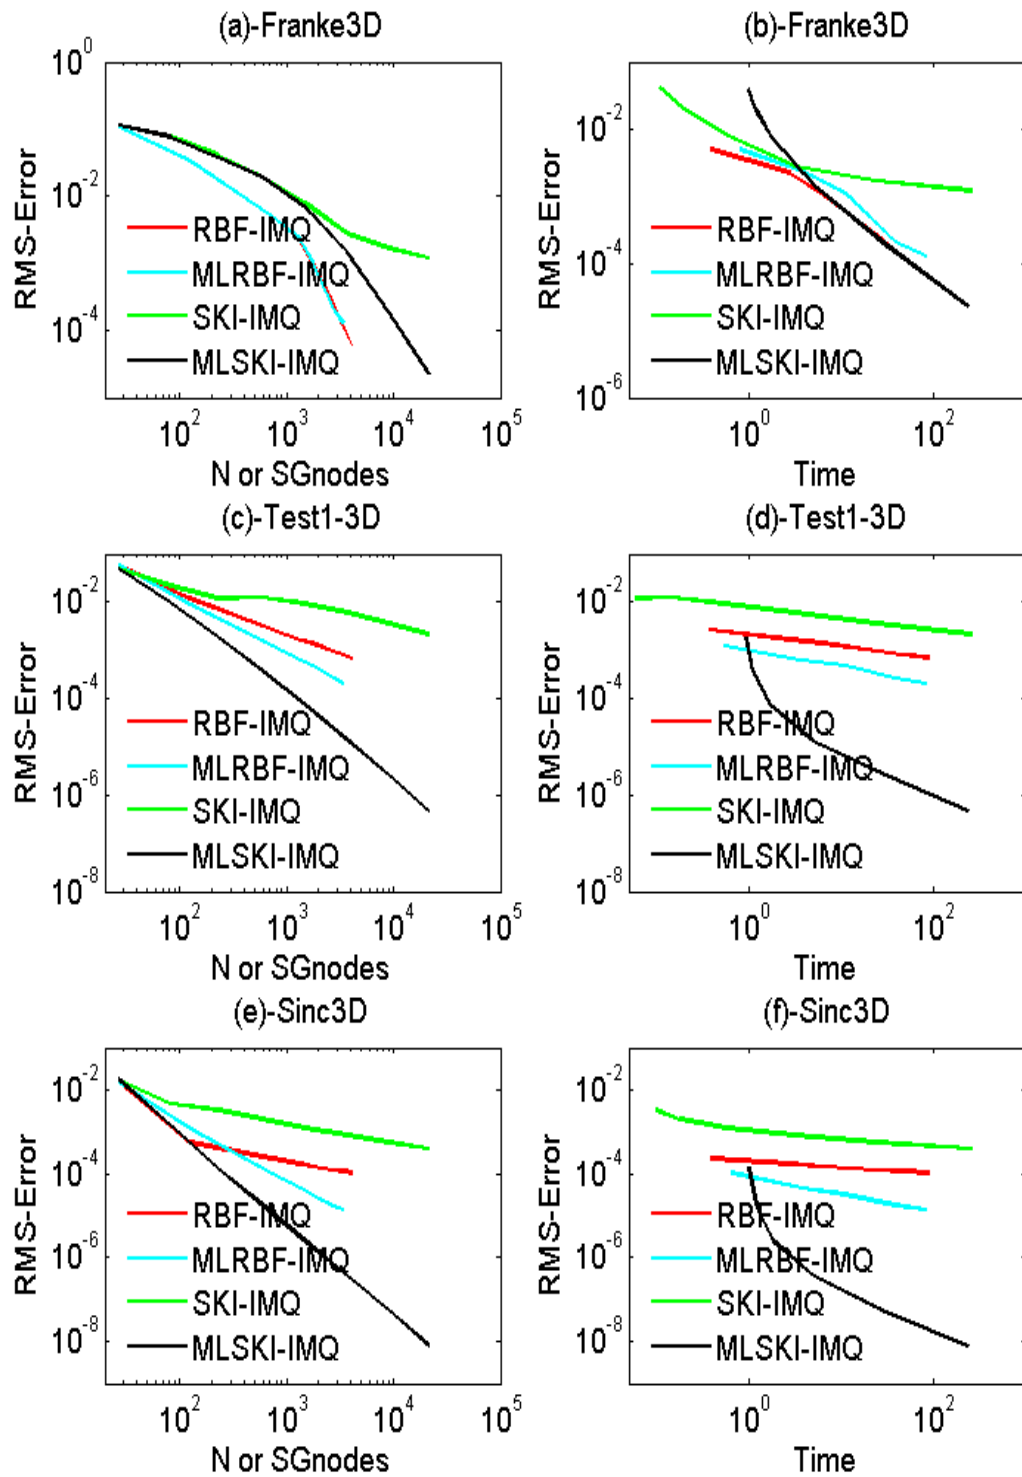 (a)-Franke3D
10^0
10^-2
10^-4
RMS-Error
RBF-IMQ
MLRBF-IMQ
SKI-IMQ
MLSKI-IMQ
10^2
10^3
10^4
10^5
N or SGnodes
(b)-Franke3D
10^-2
10^-4
10^-6
RMS-Error
RBF-IMQ
MLRBF-IMQ
SKI-IMQ
MLSKI-IMQ
10^0
10^2
Time
(c)-Test1-3D
10^-2
10^-4
10^-6
10^-8
RMS-Error
RBF-IMQ
MLRBF-IMQ
SKI-IMQ
MLSKI-IMQ
10^2
10^3
10^4
10^5
N or SGnodes
(d)-Test1-3D
10^-2
10^-4
10^-6
10^-8
RMS-Error
RBF-IMQ
MLRBF-IMQ
SKI-IMQ
MLSKI-IMQ
10^0
10^2
Time
(e)-Sinc3D
10^-2
10^-4
10^-6
10^-8
RMS-Error
RBF-IMQ
MLRBF-IMQ
SKI-IMQ
MLSKI-IMQ
10^2
10^3
10^4
10^5
N or SGnodes
(f)-Sinc3D
10^-2
10^-4
10^-6
10^-8
RMS-Error
RBF-IMQ
MLRBF-IMQ
SKI-IMQ
MLSKI-IMQ
10^0
10^2
Time